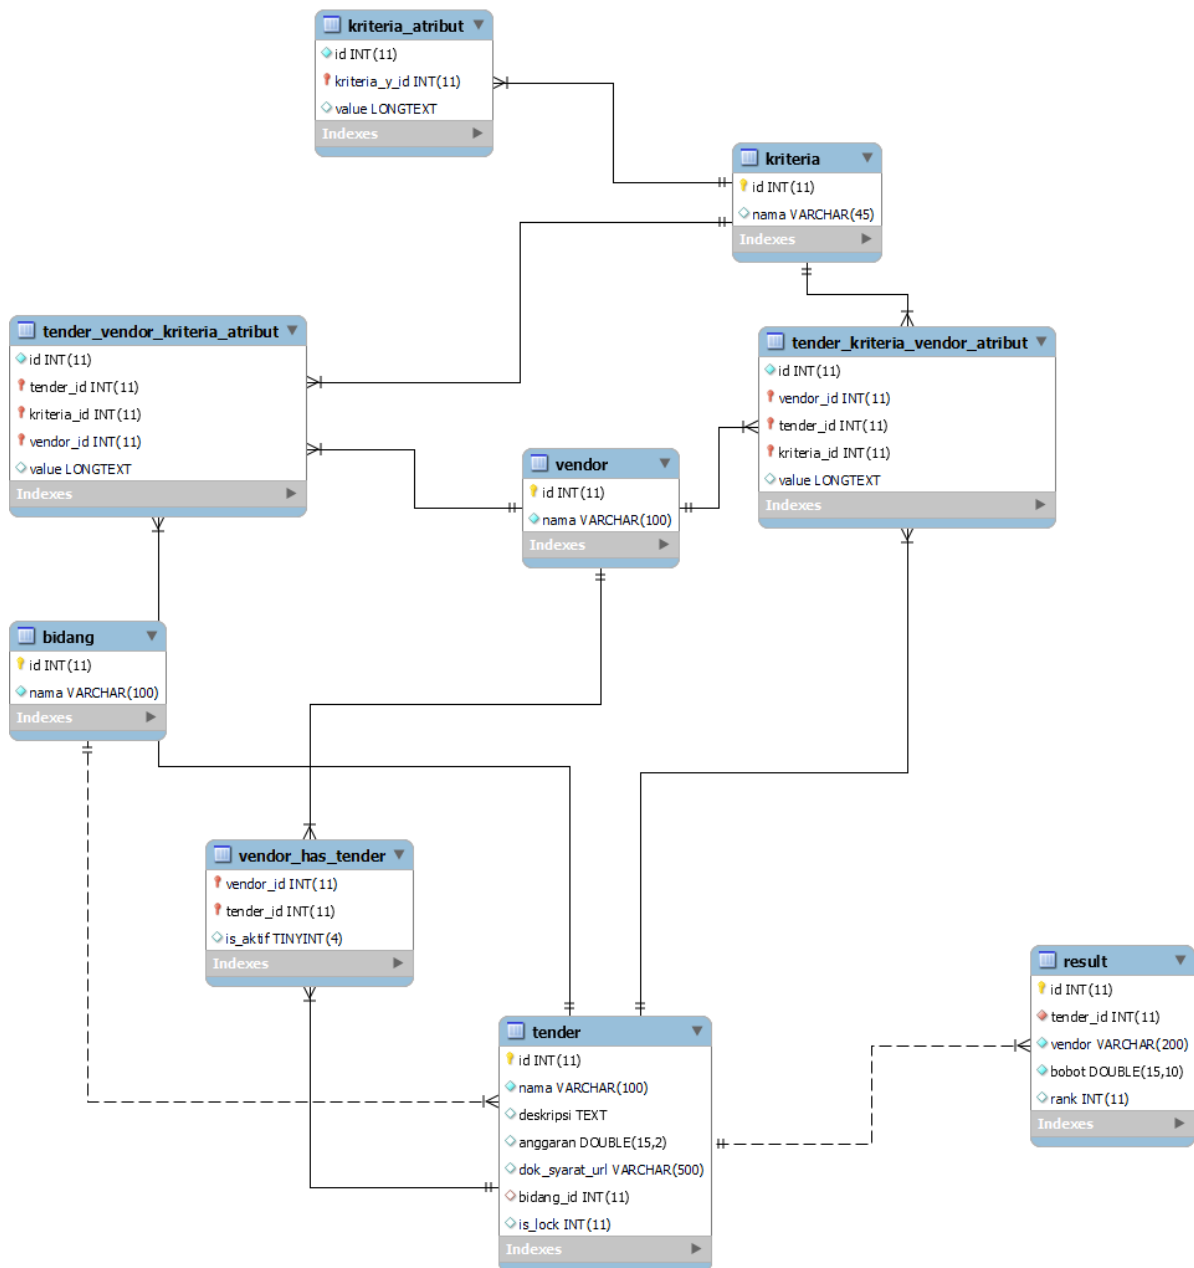 kriteria_atribut
id INT(11)
kriteria_y_id INT(11)
value LONGTEXT
Indexes
kriteria
id INT(11)
nama VARCHAR(45)
Indexes
tender_vendor_kriteria_atribut
id INT(11)
tender_id INT(11)
kriteria_id INT(11)
vendor_id INT(11)
value LONGTEXT
Indexes
tender_kriteria_vendor_atribut
id INT(11)
vendor_id INT(11)
tender_id INT(11)
kriteria_id INT(11)
value LONGTEXT
Indexes
vendor
id INT(11)
nama VARCHAR(100)
Indexes
bidang
id INT(11)
nama VARCHAR(100)
Indexes
vendor_has_tender
vendor_id INT(11)
tender_id INT(11)
is_aktif TINYINT(4)
Indexes
tender
id INT(11)
nama VARCHAR(100)
deskripsi TEXT
anggaran DOUBLE(15,2)
dok_syarat_url VARCHAR(500)
bidang_id INT(11)
is_lock INT(11)
Indexes
result
id INT(11)
tender_id INT(11)
vendor VARCHAR(200)
bobot DOUBLE(15,10)
rank INT(11)
Indexes